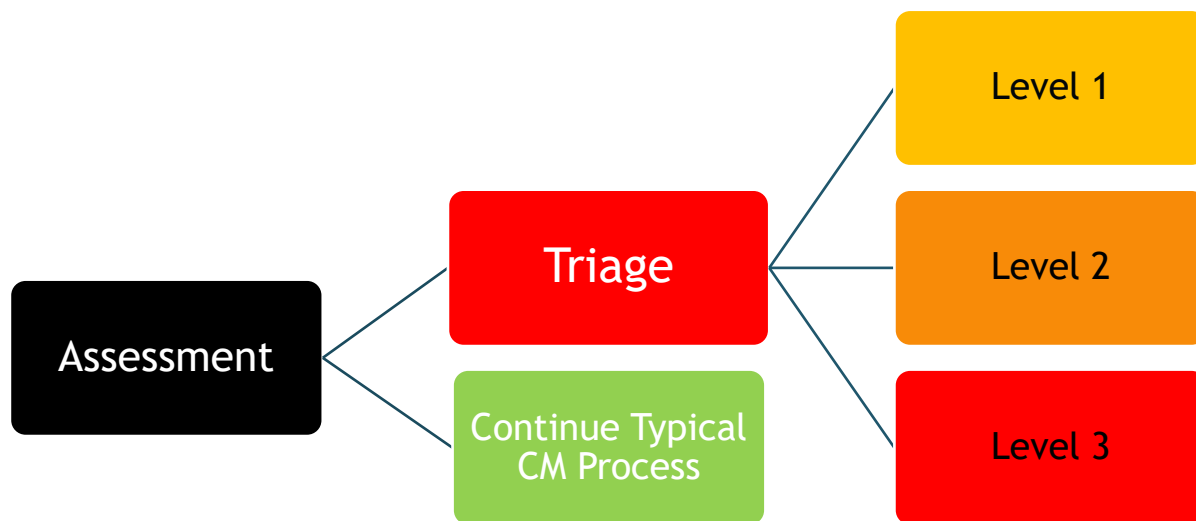 Assessment
Triage
Continue Typical
CM Process
Level 1
Level 2
Level 3